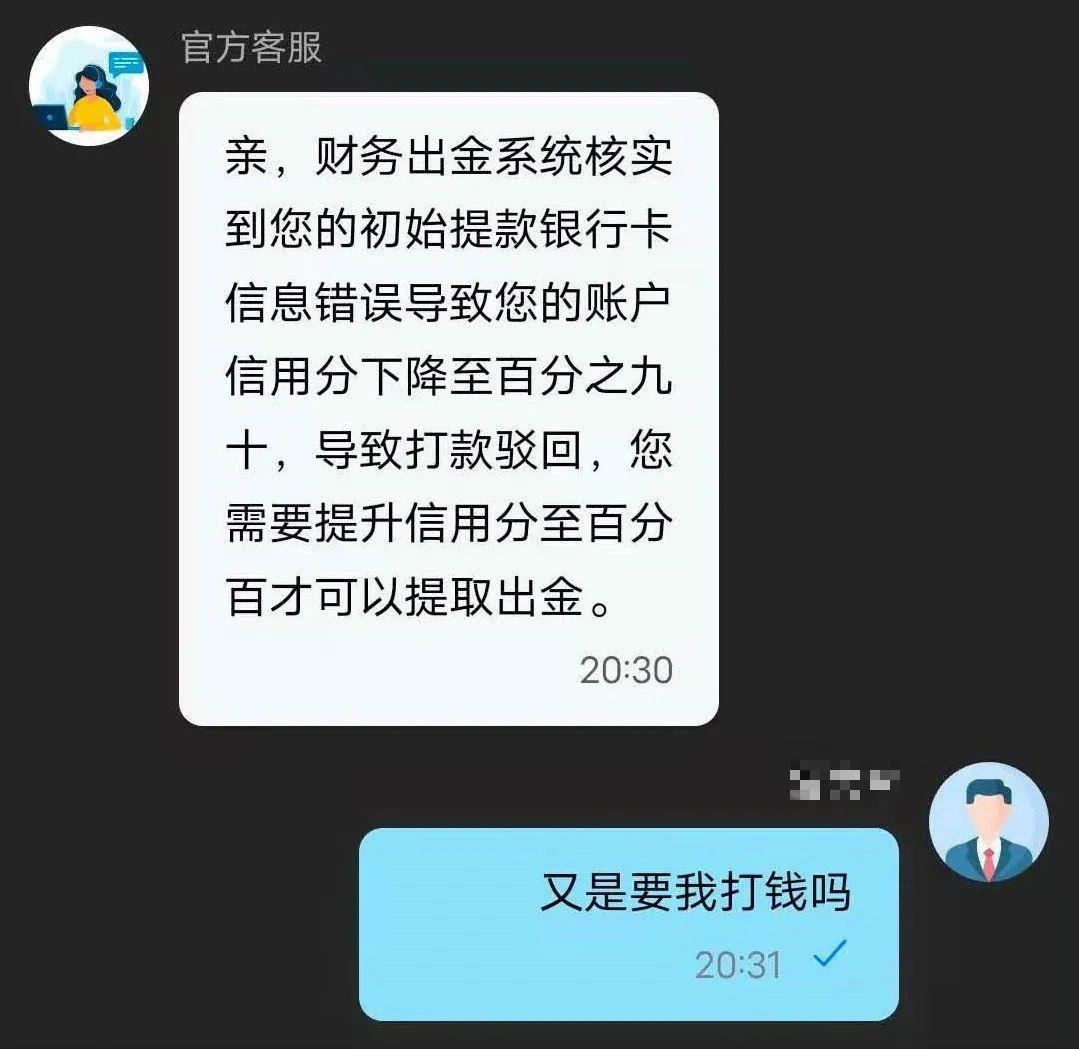 官方客服
亲，财务出金系统核实
到您的初始提款银行卡
信息错误导致您的账户
信用分下降至百分之九
十，导致打款驳回，您
需要提升信用分至百分
百才可以提取出金。
20:30
又是要我打钱吗
20:31